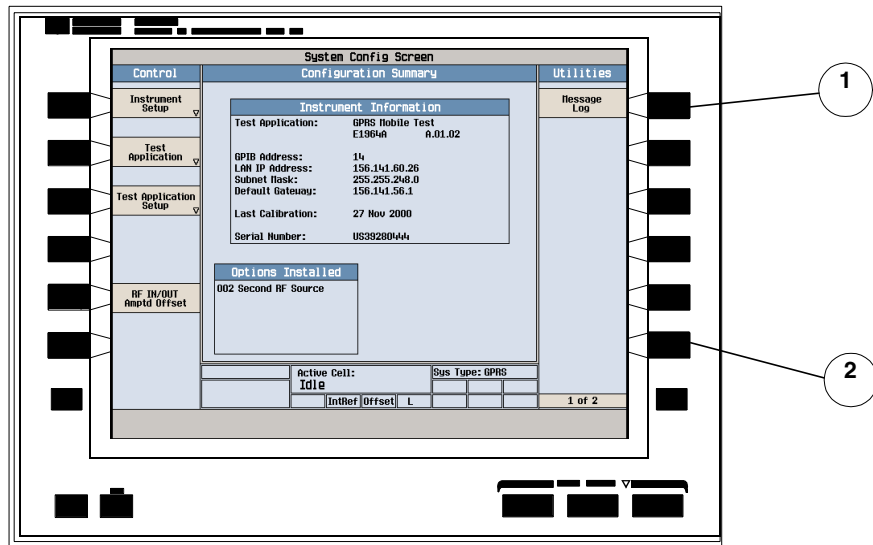 System Config Screen
Control
Configuration Summary
Utilities
Instrument
Setup
Test
Application
Test Application
Setup
RF IN/OUT
Amptd Offset
Instrument Information
Test Application: GPRS Mobile Test
E1964A A.01.02
GPIB Address: 14
LAN IP Address: 156.141.60.26
Subnet Mask: 255.255.248.0
Default Gateway: 156.141.56.1
Last Calibration: 27 Nov 2000
Serial Number: US39280444
Options Installed
002 Second RF Source
Active Cell:
Idle
Sys Type: GPRS
IntRef Offset L
Message
Log
1 of 2
1
2